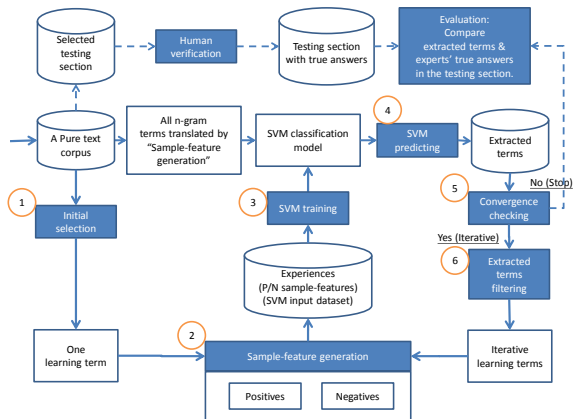 Selected
testing
section
Human
verification
Testing section
with true answers
Evaluation:
Compare
extracted terms &
experts' true answers
in the testing section.
A Pure text
corpus
All n-gram
terms translated by
"Sample-feature
generation"
SVM classification
model
4
SVM
predicting
Extracted
terms
No (Stop)
1
Initial
selection
3
SVM training
5
Convergence
checking
Yes (Iterative)
Experiences
(P/N sample-features)
(SVM input dataset)
6
Extracted
terms
filtering
One
learning term
2
Sample-feature generation
Iterative
learning terms
Positives
Negatives